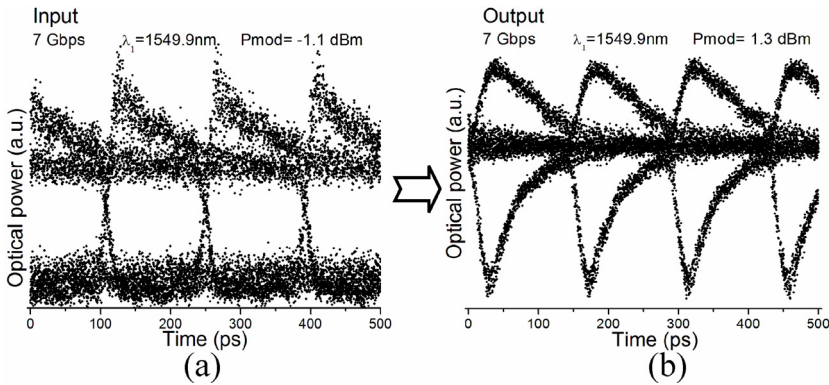 Input
7 Gbps λ₁=1549.9nm Pmod= -1.1 dBm
Optical power (a.u.)
0 100 200 300 400 500
Time (ps)
(a)
Output
7 Gbps λ₁=1549.9nm Pmod= 1.3 dBm
Optical power (a.u.)
0 100 200 300 400 500
Time (ps)
(b)